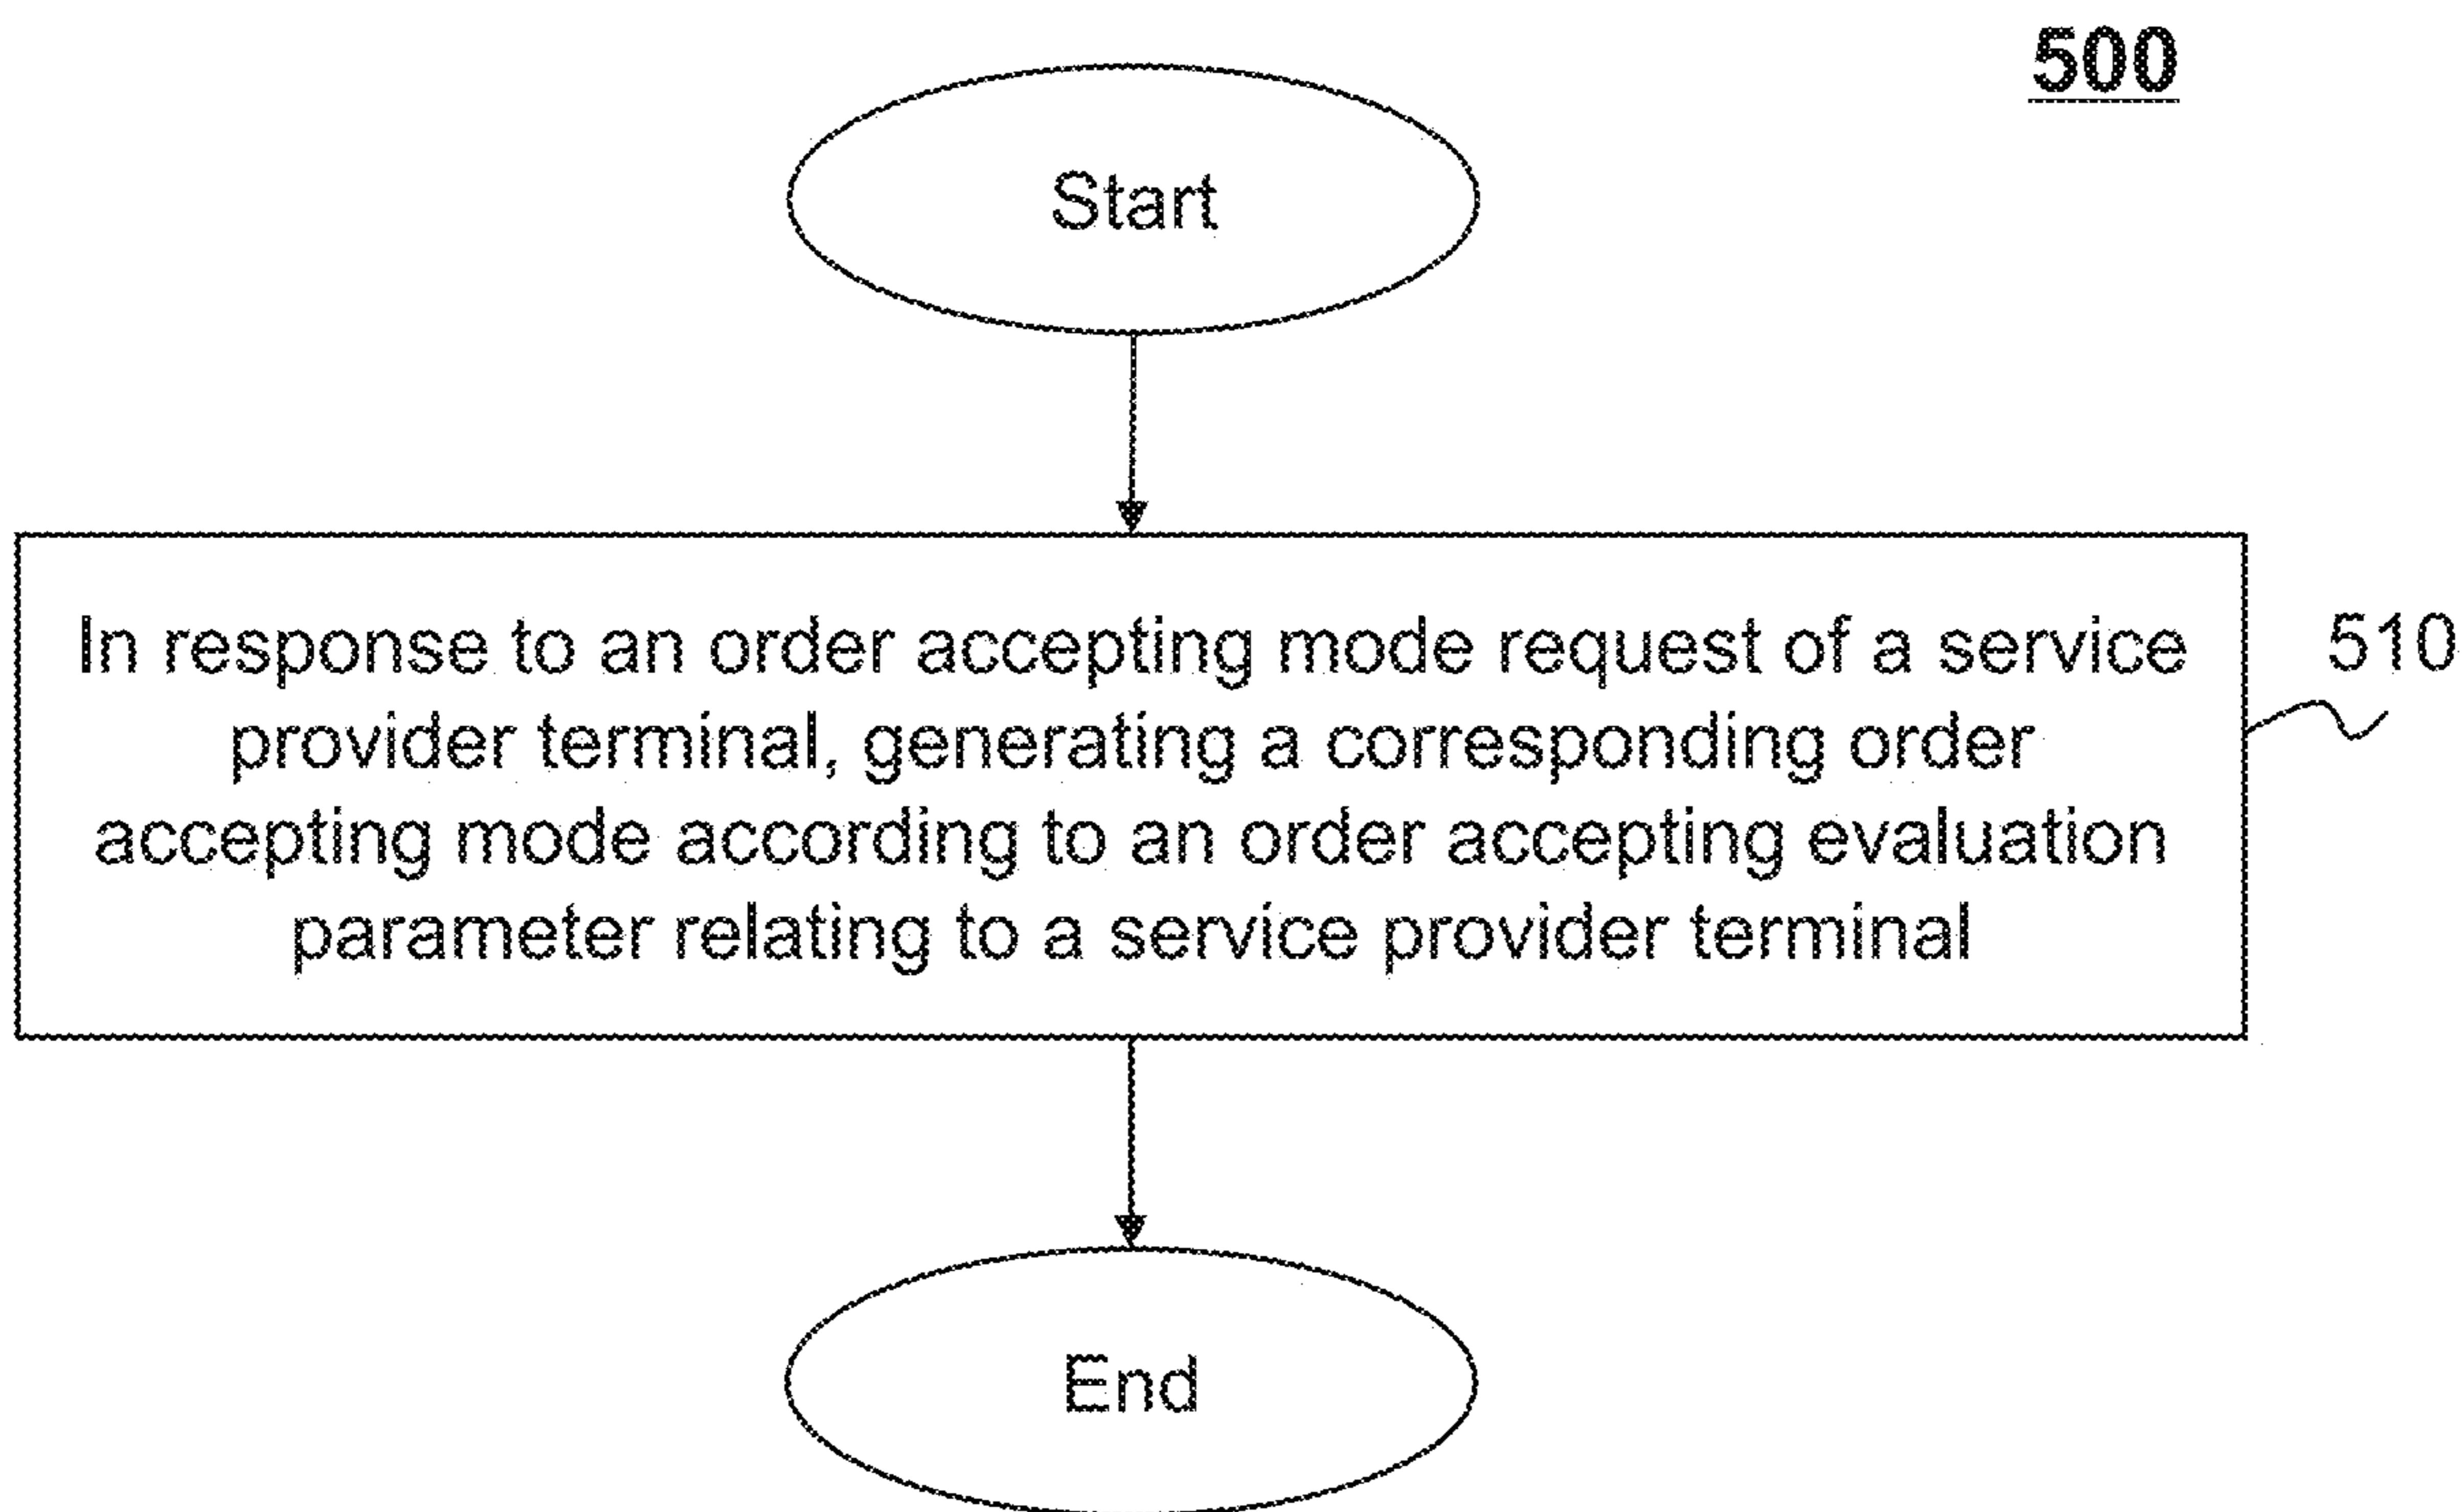 500
Start
In response to an order accepting mode request of a service
provider terminal, generating a corresponding order
accepting mode according to an order accepting evaluation
parameter relating to a service provider terminal
510
End